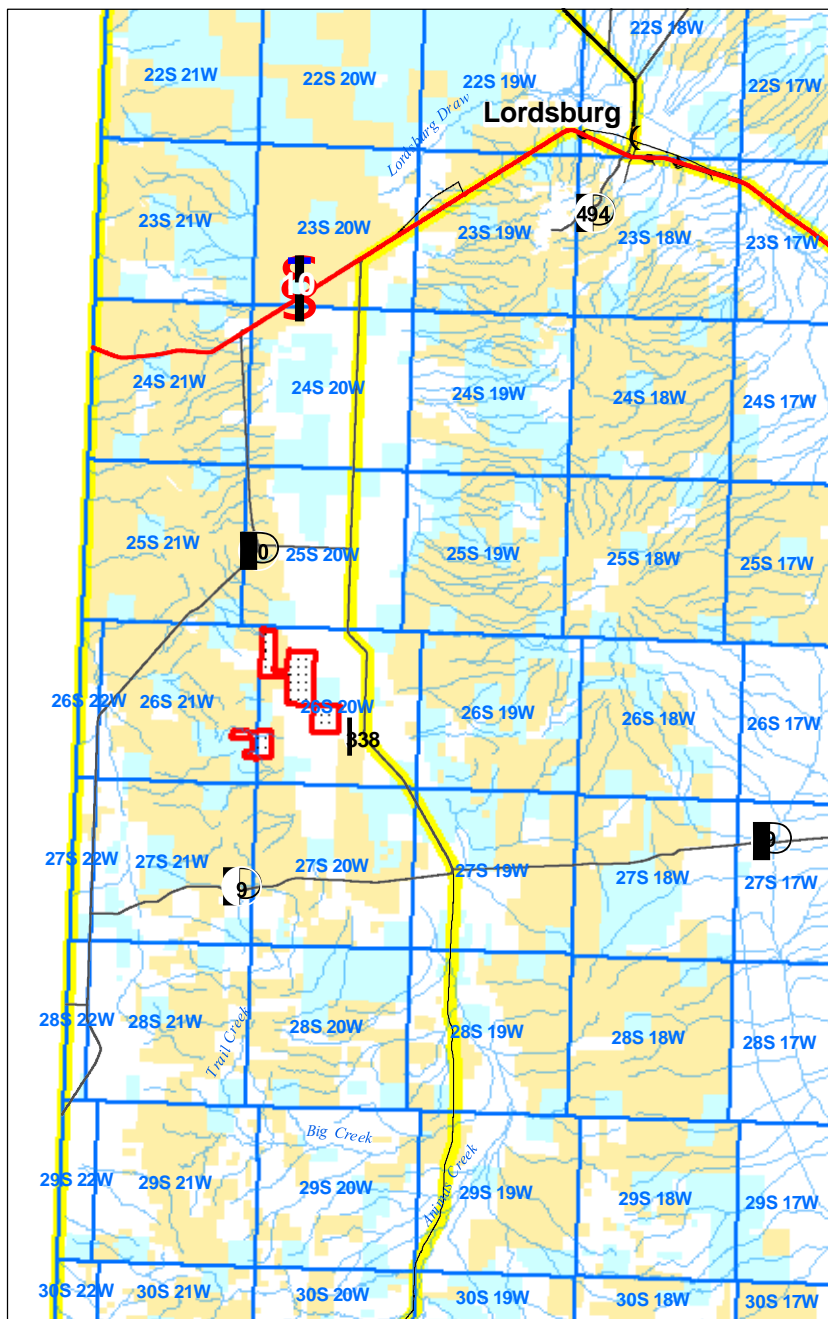 22S 18W
22S 21W
22S 20W
22S 19W
22S 17W
Lordsburg Draw
Lordsburg
494
23S 21W
23S 20W
23S 19W
23S 18W
23S 17W
24S 21W
24S 20W
24S 19W
24S 18W
24S 17W
25S 21W
25S 20W
25S 19W
25S 18W
25S 17W
26S 22W
26S 21W
26S 20W
26S 19W
26S 18W
26S 17W
338
9
27S 22W
27S 21W
27S 20W
27S 19W
27S 18W
27S 17W
9
28S 22W
28S 21W
28S 20W
28S 19W
28S 18W
28S 17W
Trail Creek
Big Creek
Animas Creek
29S 22W
29S 21W
29S 20W
29S 19W
29S 18W
29S 17W
30S 22W
30S 21W
30S 20W
30S 19W
30S 18W
30S 17W